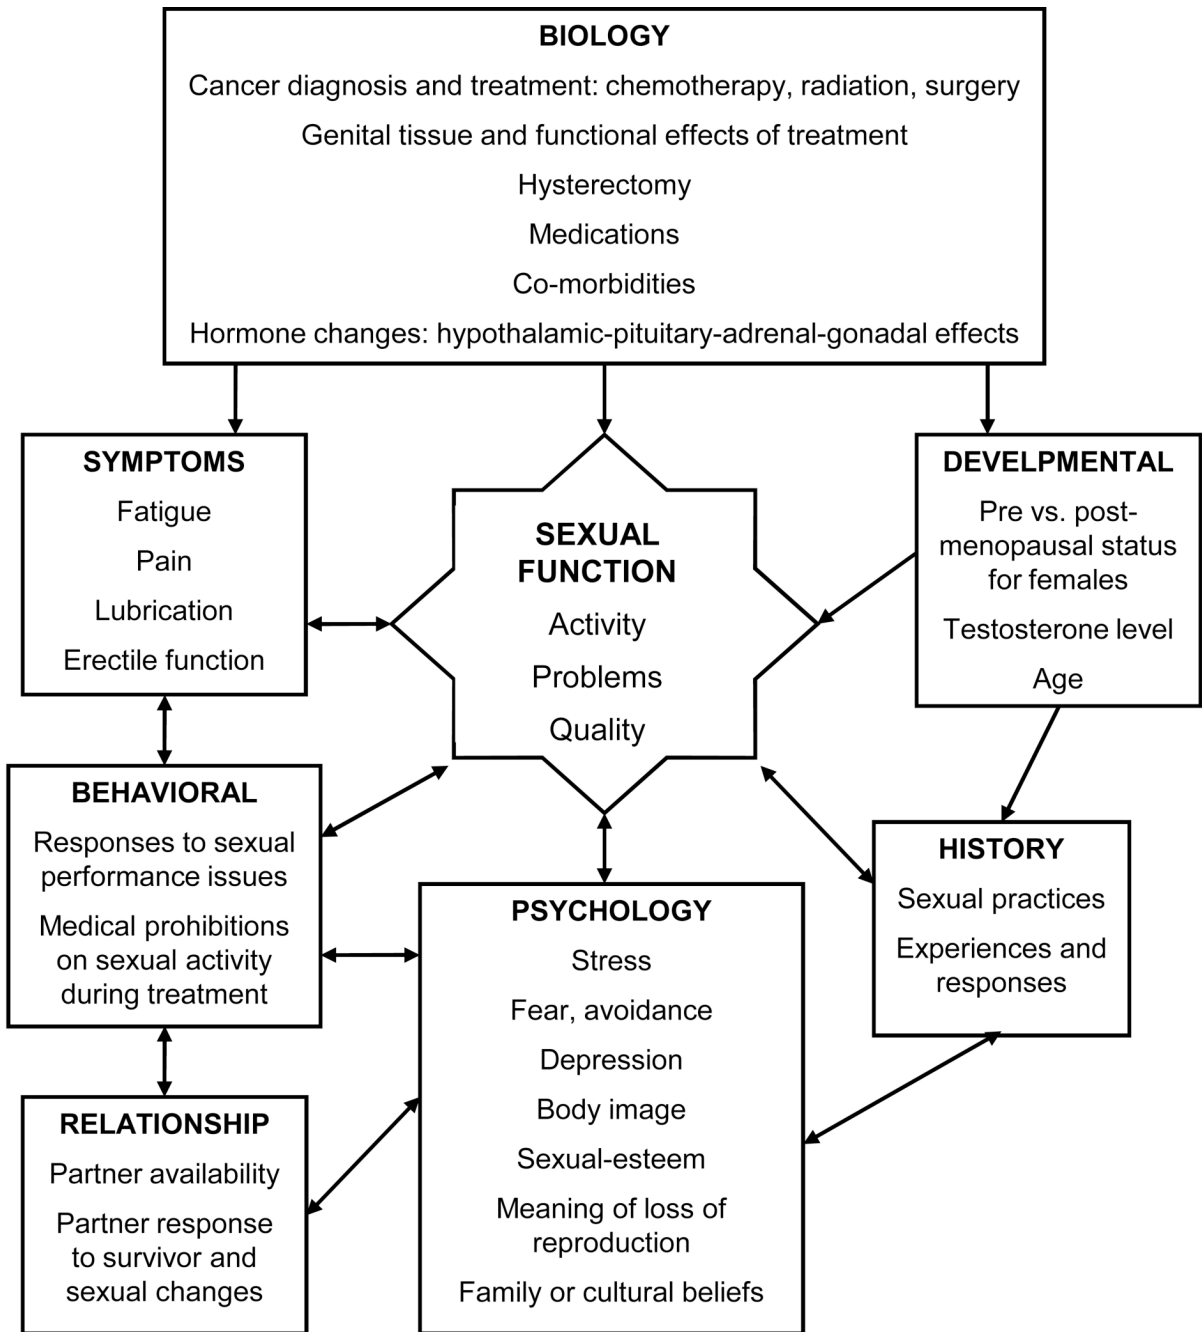 BIOLOGY
Cancer diagnosis and treatment: chemotherapy, radiation, surgery
Genital tissue and functional effects of treatment
Hysterectomy
Medications
Co-morbidities
Hormone changes: hypothalamic-pituitary-adrenal-gonadal effects
SYMPTOMS
Fatigue
Pain
Lubrication
Erectile function
SEXUAL
FUNCTION
Activity
Problems
Quality
DEVELPMENTAL
Pre vs. post-
menopausal status
for females
Testosterone level
Age
BEHAVIORAL
Responses to sexual
performance issues
Medical prohibitions
on sexual activity
during treatment
PSYCHOLOGY
Stress
Fear, avoidance
Depression
Body image
Sexual-esteem
Meaning of loss of
reproduction
Family or cultural beliefs
HISTORY
Sexual practices
Experiences and
responses
RELATIONSHIP
Partner availability
Partner response
to survivor and
sexual changes